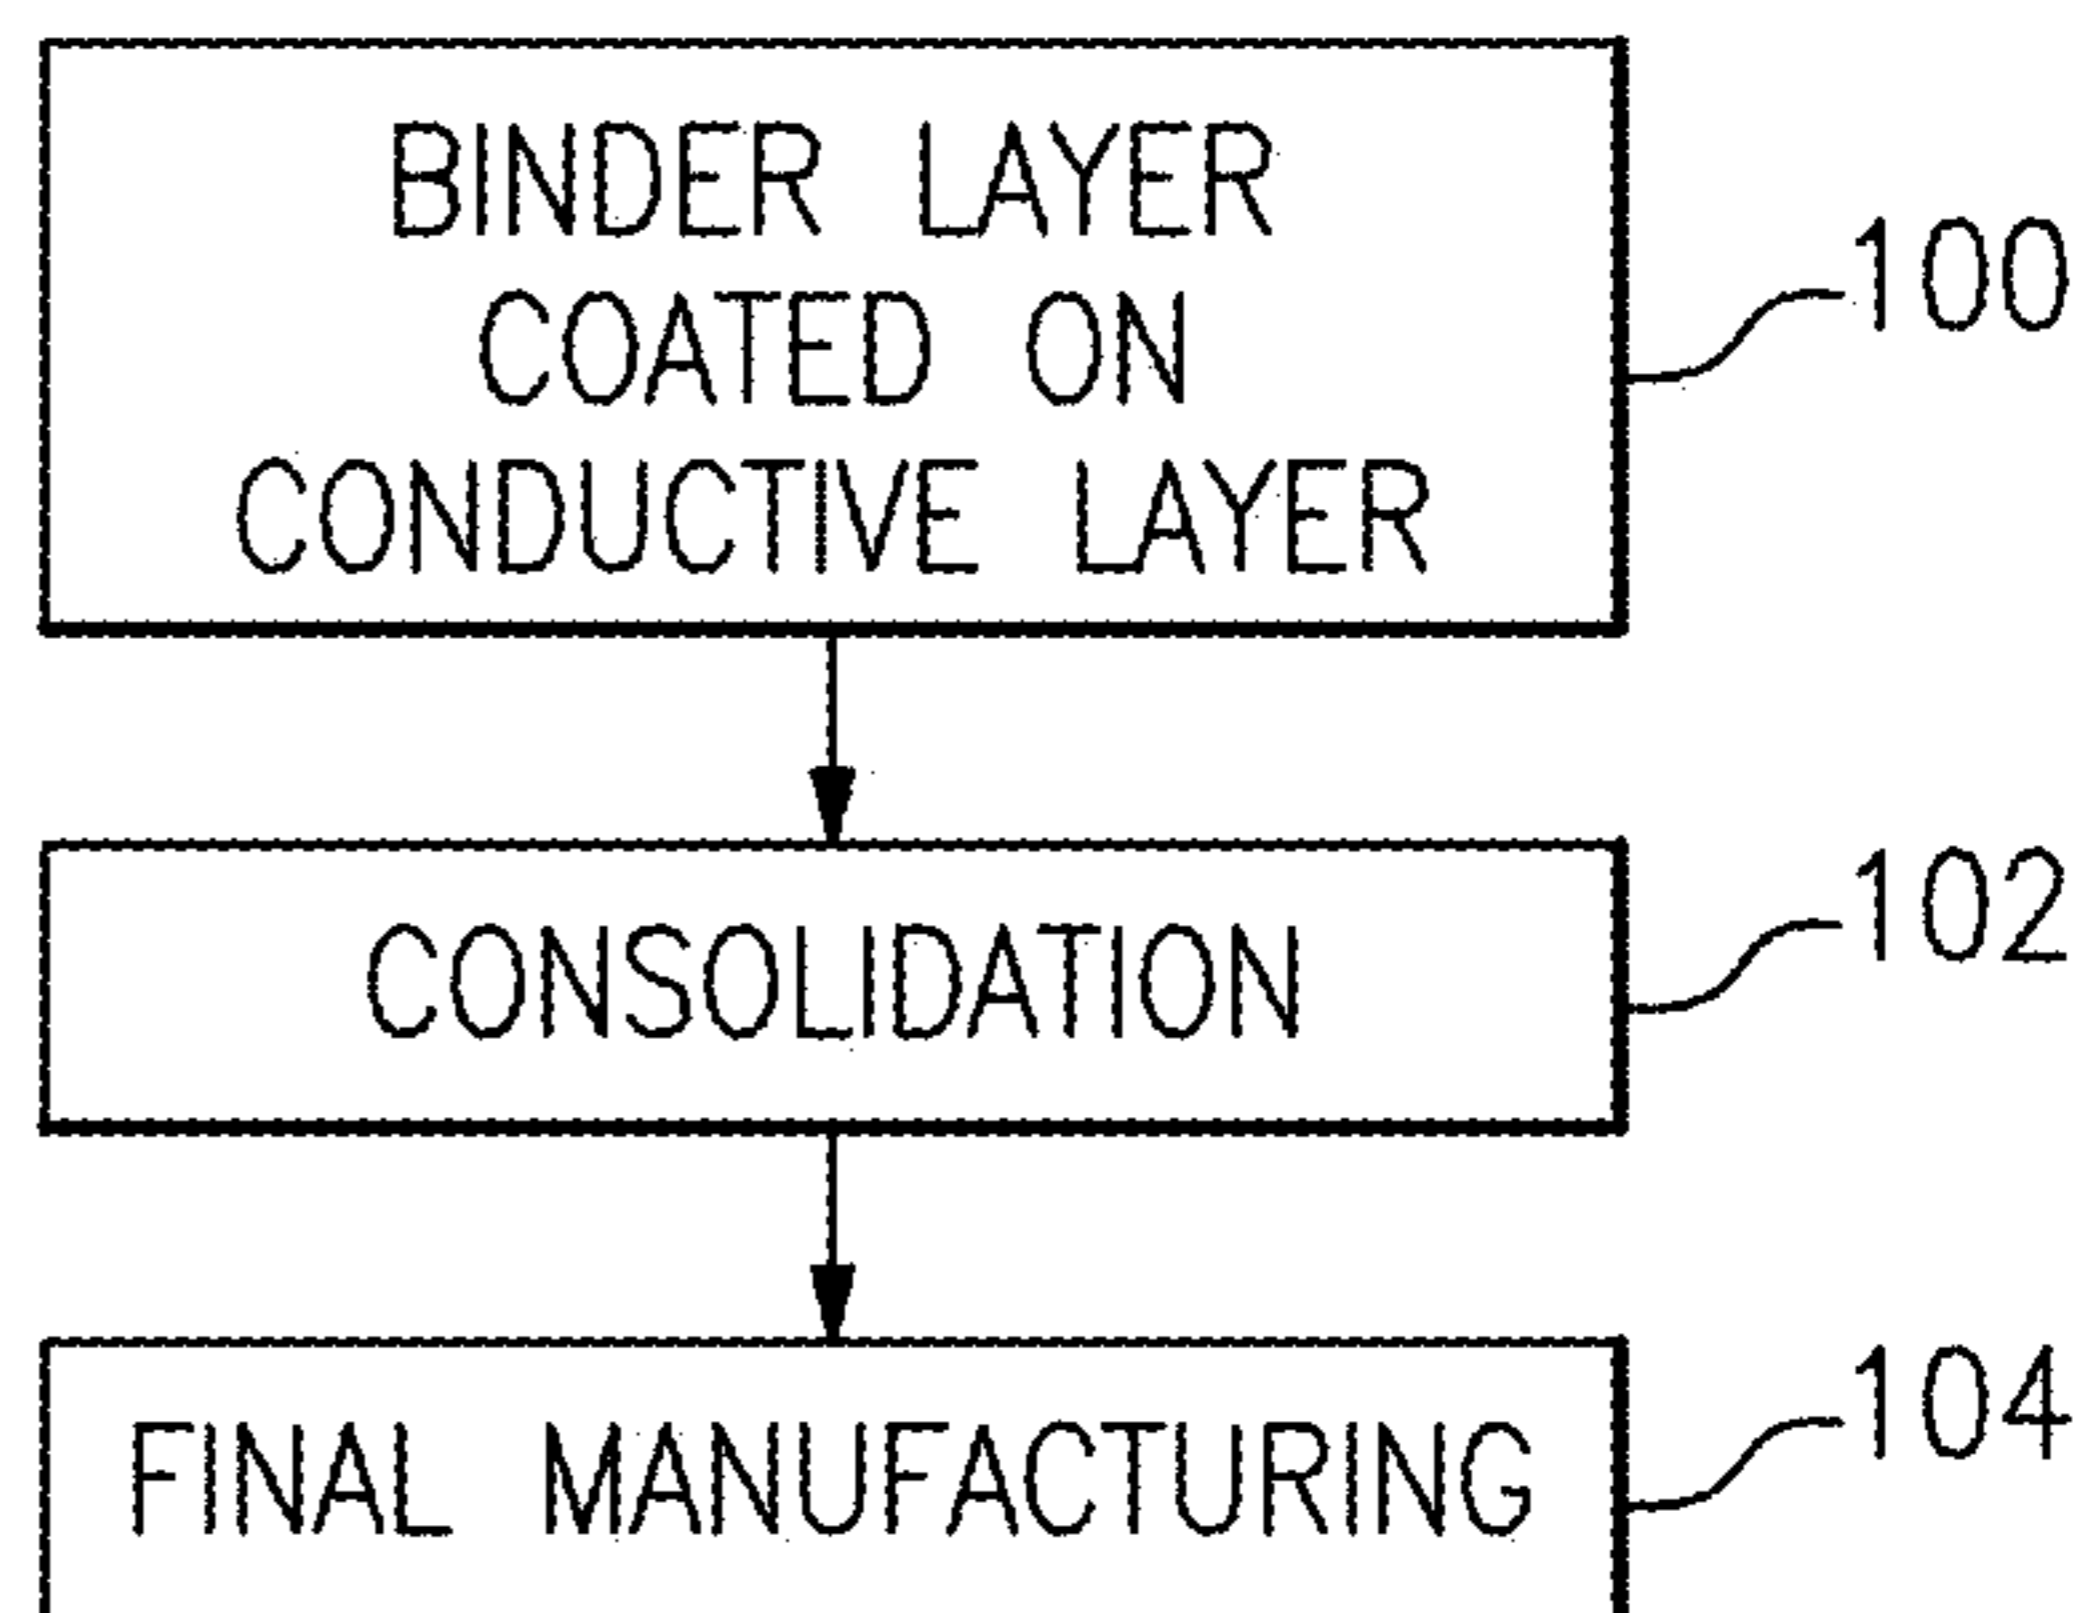 BINDER LAYER
COATED ON
CONDUCTIVE LAYER
100
CONSOLIDATION
102
FINAL MANUFACTURING
104